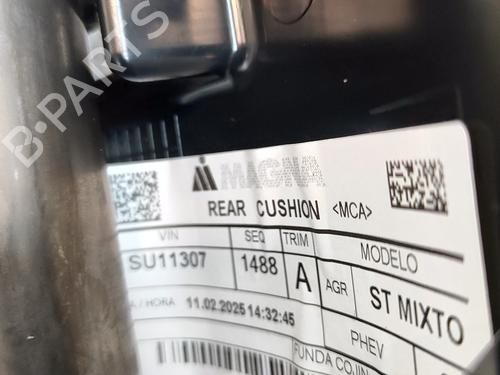 B-PARTS
MAGNA
REAR CUSHION <MCA>
VIN SEQ TRIM MODELO
SU11307 1488 A AGR ST MIXTO
/ HORA 11.02.2025 14:32:45 PHEV
FUNDA COJIN